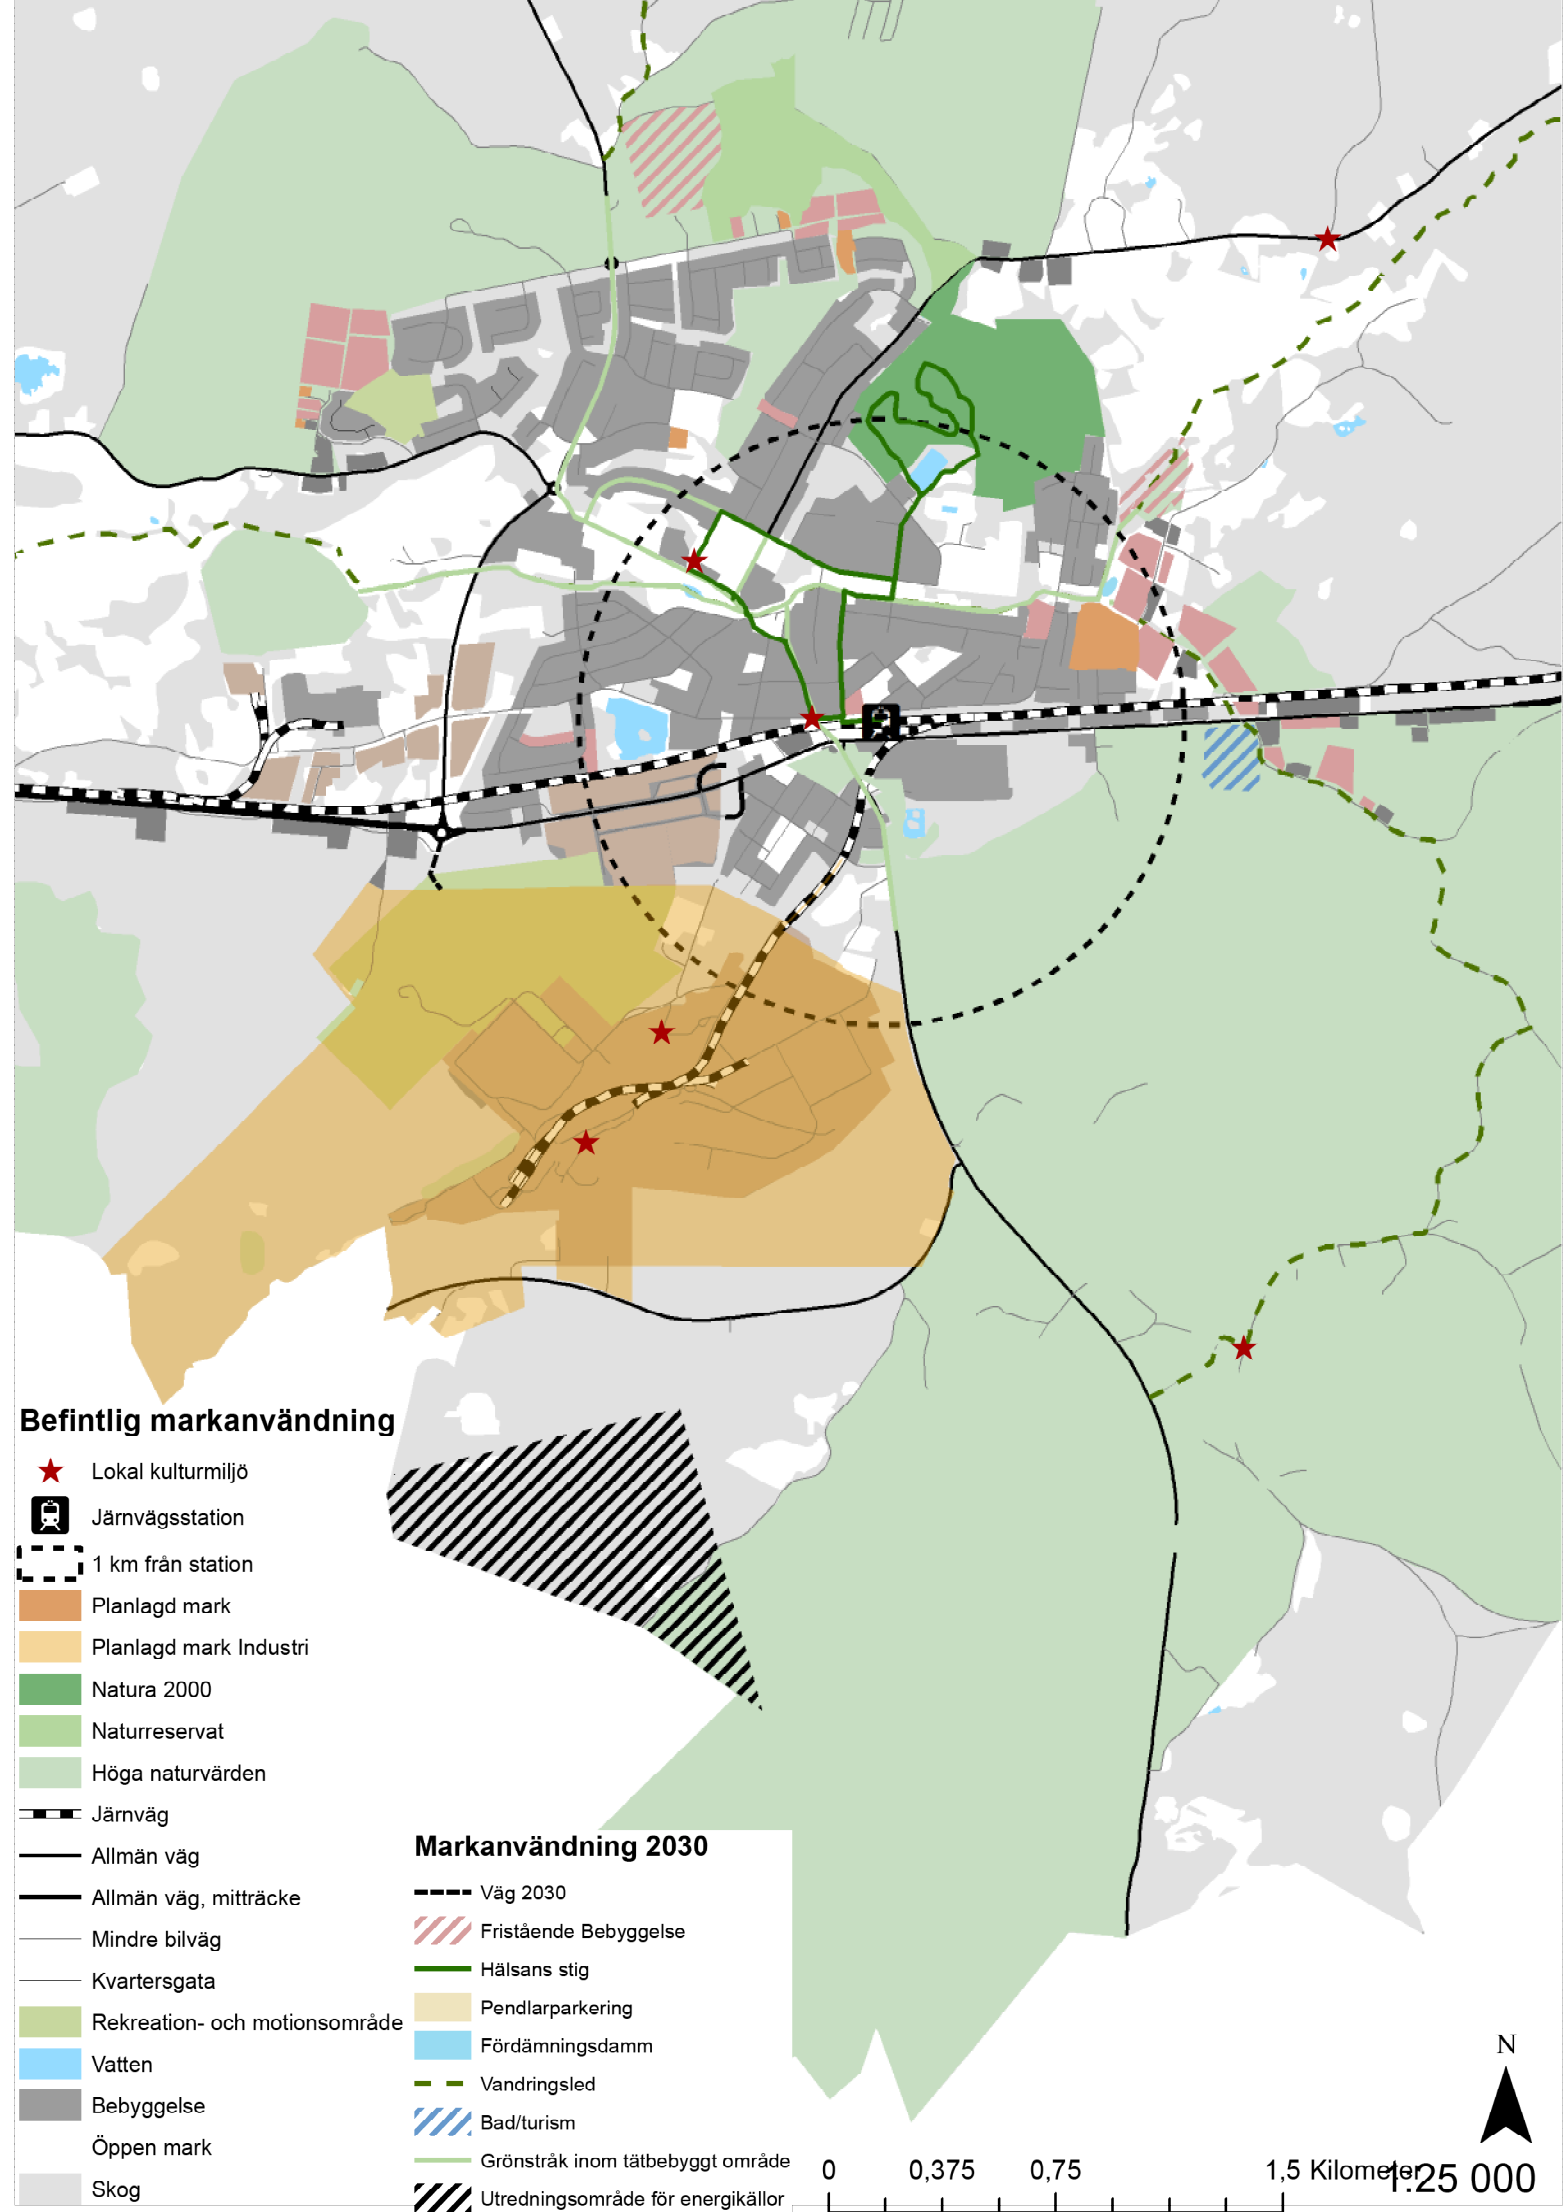 Befintlig markanvändning
Lokal kulturmiljö
Järnvägsstation
1 km från station
Planlagd mark
Planlagd mark Industri
Natura 2000
Naturreservat
Höga naturvärden
Järnväg
Allmän väg
Allmän väg, mitträcke
Mindre bilväg
Kvartersgata
Rekreation- och motionsområde
Vatten
Bebyggelse
Öppen mark
Skog
Markanvändning 2030
Väg 2030
Fristående Bebyggelse
Hälsans stig
Pendlarparkering
Fördämningsdamm
Vandringsled
Bad/turism
Grönstråk inom tätbebyggt område
Utredningsområde för energikällor
N
0 0,375 0,75 1,5 Kilometer
1:25 000